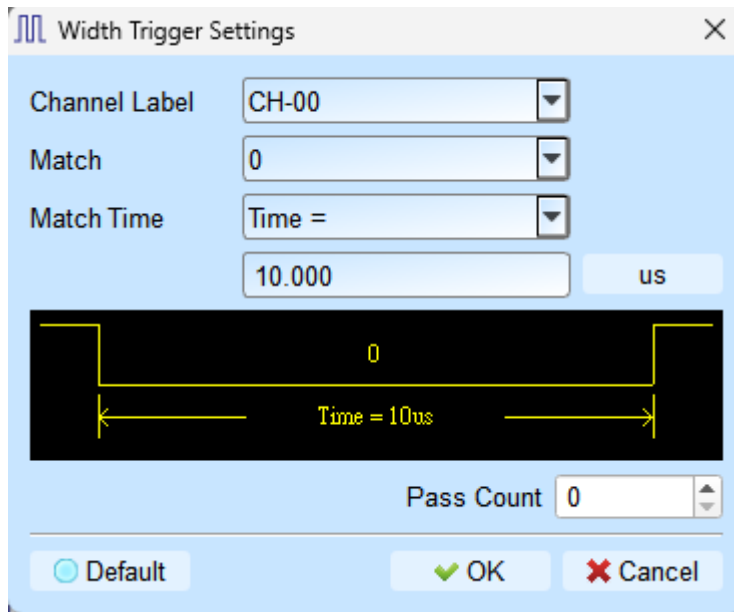 Width Trigger Settings
Channel Label CH-00
Match 0
Match Time Time =
10.000 us
0
Time = 10us
Pass Count 0
Default OK Cancel